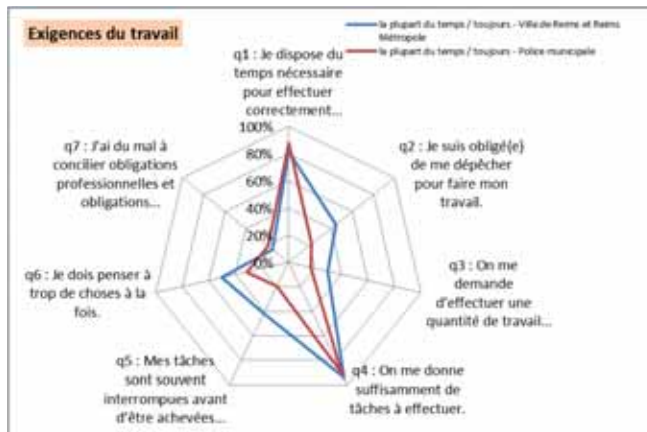 Exigences du travail
la plupart du temps / toujours - Ville de Reims et Reims
Métropole
la plupart du temps / toujours - Police municipale
q1 : Je dispose du
temps nécessaire
pour effectuer
correctement...
100%
80%
60%
40%
20%
0%
q2 : Je suis obligé(e)
de me dépêcher
pour faire mon
travail.
q3 : On me
demande
d'effectuer une
quantité de travail...
q4 : On me donne
suffisamment de
tâches à effectuer.
q5 : Mes tâches
sont souvent
interrompues avant
d'être achevées...
q6 : Je dois penser à
trop de choses à la
fois.
q7 : J'ai du mal à
concilier obligations
professionnelles et
obligations...